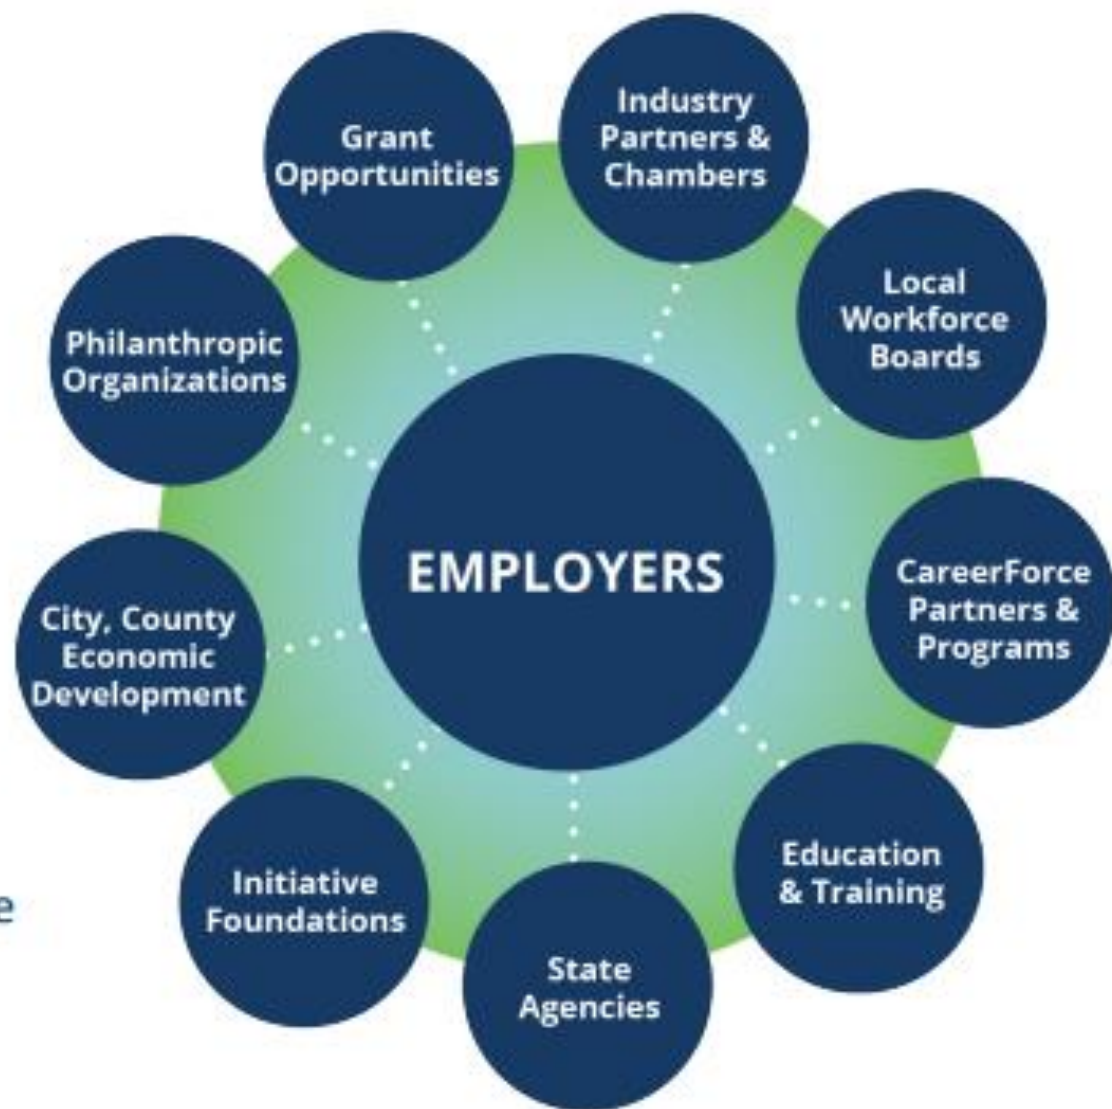 Grant
Opportunities
Industry
Partners &
Chambers
Local
Workforce
Boards
Philanthropic
Organizations
EMPLOYERS
CareerForce
Partners &
Programs
City, County
Economic
Development
Education
& Training
Initiative
Foundations
State
Agencies